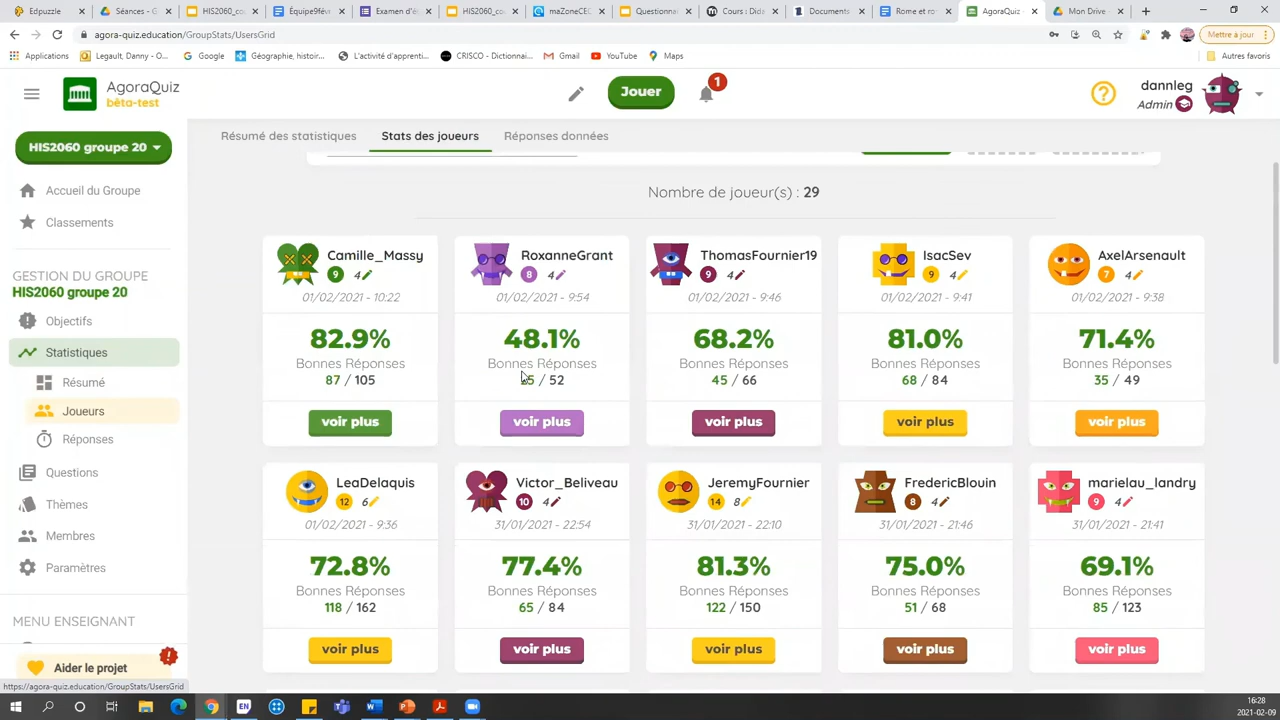 Edpuzzle
Séances - G
HIS2060_co
Équipe9fév
Examen d'é
HIS2060_co
maZoneCEC
Questionna
Cours : Did
Documents
Rome et ro
AgoraQuiz
Mon Drive -
agora-quiz.education/GroupStats/UsersGrid
Mettre à jour
Applications
Legault, Danny - O...
Google
Géographie, histoir...
L'activité d'apprenti...
CRISCO - Dictionnai...
Gmail
YouTube
Maps
Autres favoris
AgoraQuiz
bêta-test
Jouer
1
dannleg
Admin
HIS2060 groupe 20
Résumé des statistiques
Stats des joueurs
Réponses données
Accueil du Groupe
Classements
GESTION DU GROUPE
HIS2060 groupe 20
Objectifs
Statistiques
Résumé
Joueurs
Réponses
Questions
Thèmes
Membres
Paramètres
MENU ENSEIGNANT
Aider le projet
Nombre de joueur(s) : 29
Camille_Massy
9 4
01/02/2021 - 10:22
82.9%
Bonnes Réponses
87 / 105
voir plus
RoxanneGrant
8 4
01/02/2021 - 9:54
48.1%
Bonnes Réponses
/ 52
voir plus
ThomasFournier19
9 4
01/02/2021 - 9:46
68.2%
Bonnes Réponses
45 / 66
voir plus
IsacSev
9 4
01/02/2021 - 9:41
81.0%
Bonnes Réponses
68 / 84
voir plus
AxelArsenault
7 4
01/02/2021 - 9:38
71.4%
Bonnes Réponses
35 / 49
voir plus
LeaDelaquis
12 6
01/02/2021 - 9:36
72.8%
Bonnes Réponses
118 / 162
voir plus
Victor_Beliveau
10 4
31/01/2021 - 22:54
77.4%
Bonnes Réponses
65 / 84
voir plus
JeremyFournier
14 8
31/01/2021 - 22:10
81.3%
Bonnes Réponses
122 / 150
voir plus
FredericBlouin
8 4
31/01/2021 - 21:46
75.0%
Bonnes Réponses
51 / 68
voir plus
marielau_landry
9 4
31/01/2021 - 21:41
69.1%
Bonnes Réponses
85 / 123
voir plus
https://agora-quiz.education/GroupStats/UsersGrid
EN
16:28
2021-02-09